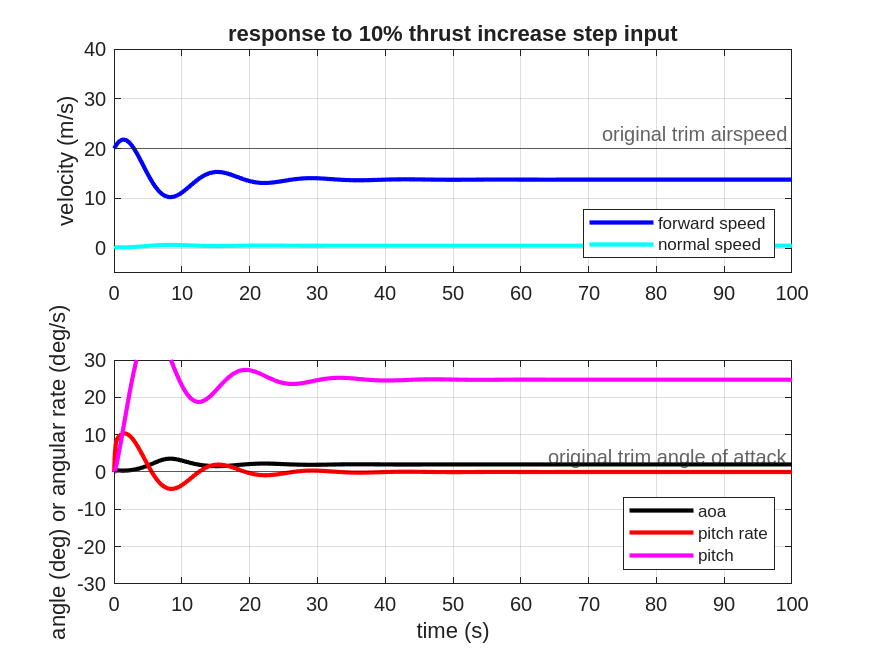 response to 10% thrust increase step input
velocity (m/s)
40
30
20
10
0
original trim airspeed
forward speed
normal speed
0 10 20 30 40 50 60 70 80 90 100
angle (deg) or angular rate (deg/s)
30
20
10
0
-10
-20
-30
original trim angle of attack
aoa
pitch rate
pitch
0 10 20 30 40 50 60 70 80 90 100
time (s)